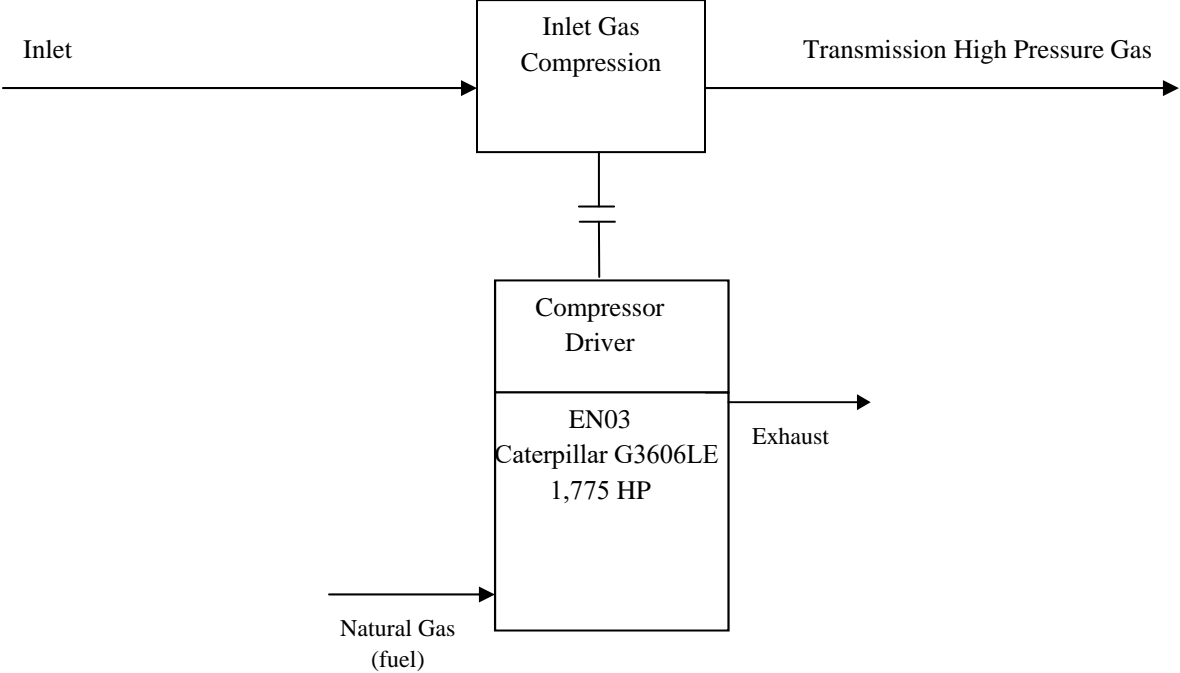 Inlet
Inlet Gas
Compression
Transmission High Pressure Gas
Compressor
Driver
EN03
Caterpillar G3606LE
1,775 HP
Exhaust
Natural Gas
(fuel)